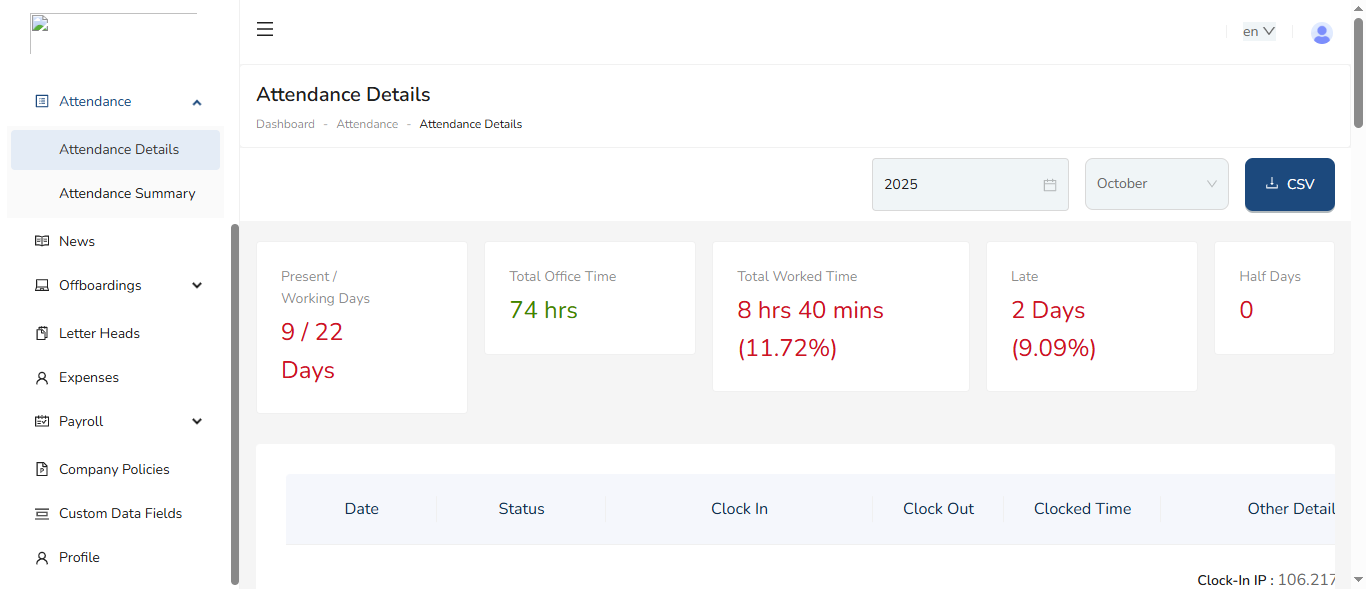 en
Attendance
Attendance Details
Attendance Summary
News
Offboardings
Letter Heads
Expenses
Payroll
Company Policies
Custom Data Fields
Profile
Attendance Details
Dashboard - Attendance - Attendance Details
2025
October
CSV
Present /
Working Days
9 / 22
Days
Total Office Time
74 hrs
Total Worked Time
8 hrs 40 mins
(11.72%)
Late
2 Days
(9.09%)
Half Days
0
Date Status Clock In Clock Out Clocked Time Other Detail
Clock-In IP : 106.217